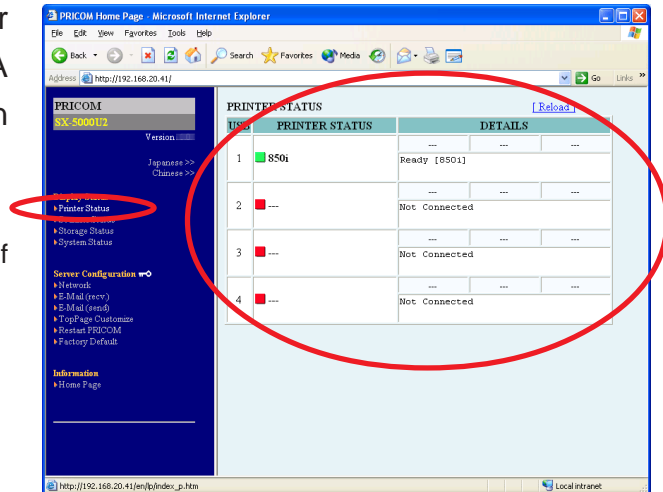 r
A
n
f
PRICOM Home Page - Microsoft Internet Explorer
File Edit View Favorites Tools Help
Back Search Favorites Media
Address http://192.168.20.41/ Go Links »
PRICOM
SX-5000U2
Version
Japanese >>
Chinese >>
Printer Status
Storage Status
System Status
Server Configuration
Network
E-Mail (recv.)
E-Mail (send)
TopPage Customize
Restart PRICOM
Factory Default
Information
Home Page
PRINTER STATUS [ Reload ]
USB PRINTER STATUS DETAILS
--- --- ---
1 850i Ready [850i]
--- --- ---
2 --- Not Connected
--- --- ---
3 --- Not Connected
--- --- ---
4 --- Not Connected
http://192.168.20.41/en/lp/index_p.htm Local intranet